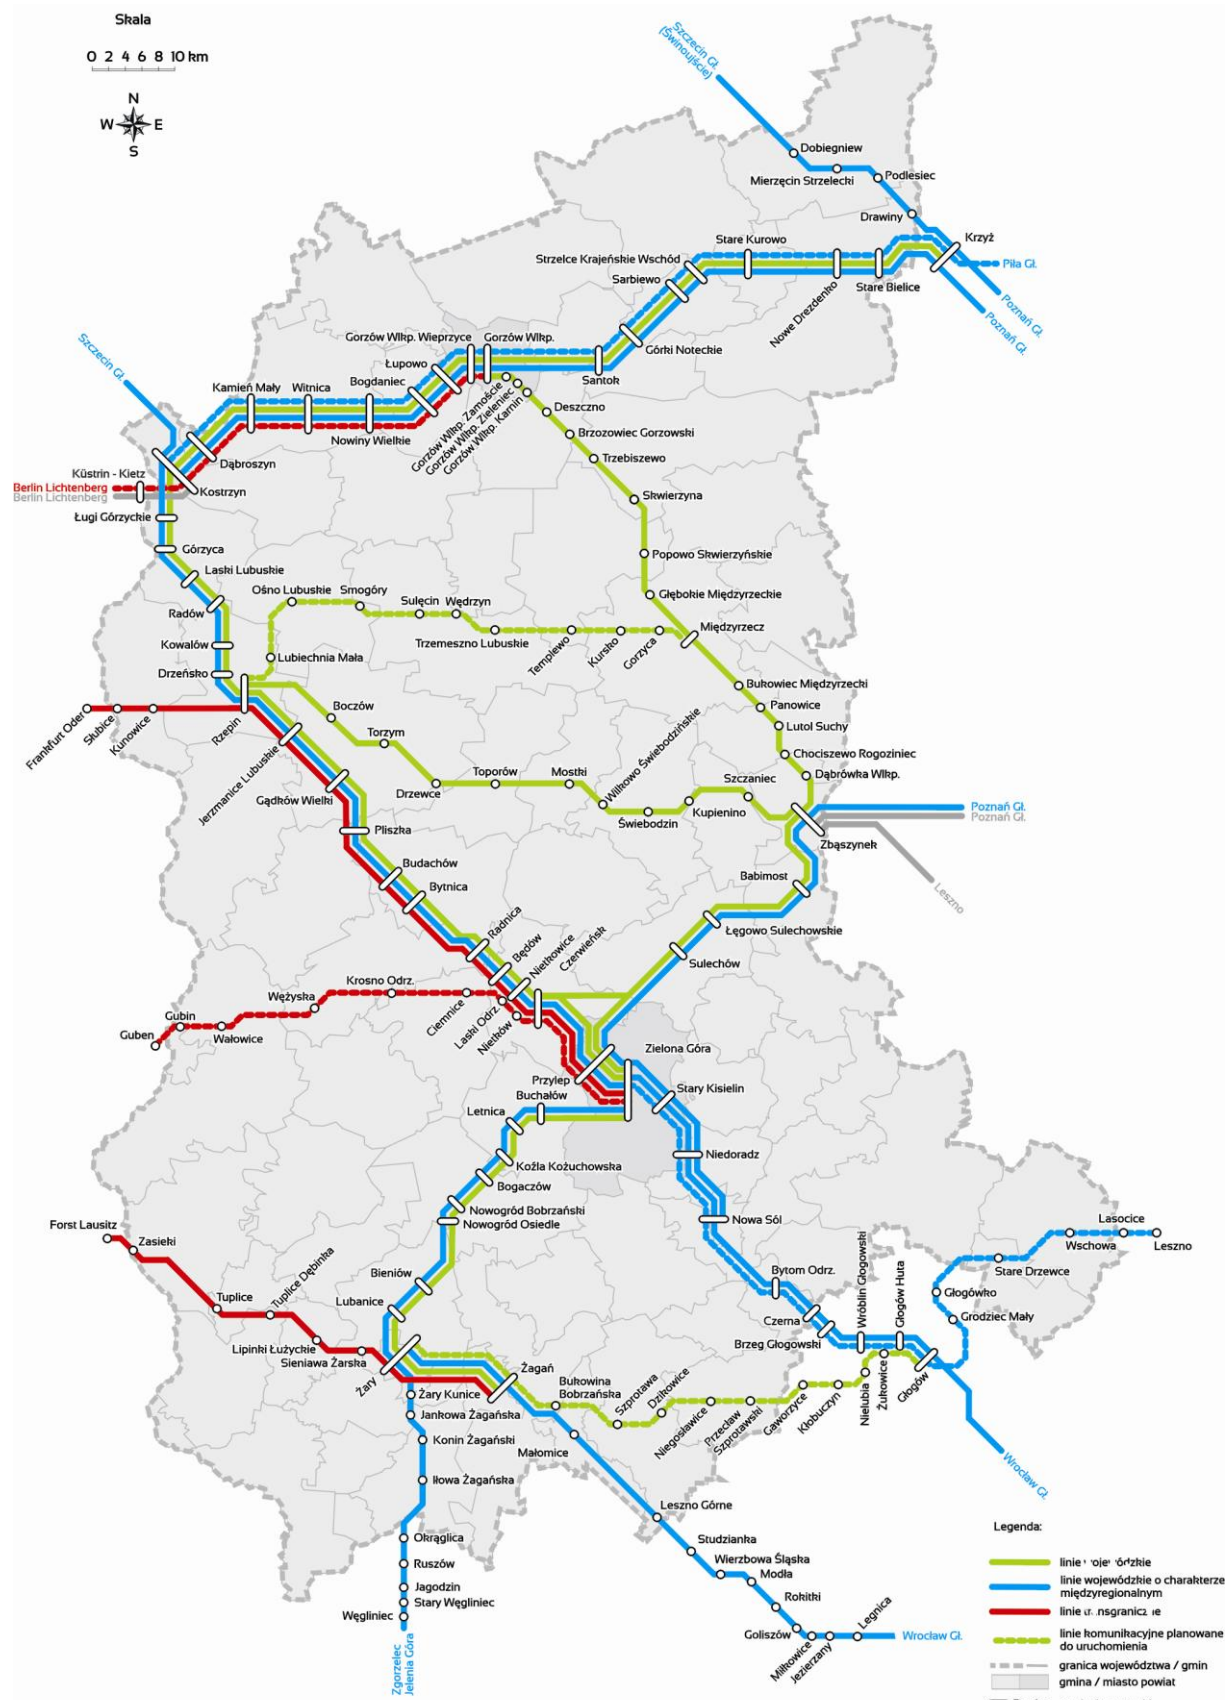 Skala
0 2 4 6 8 10 km
N
W E
S
Szczecin Gł.
(Świnoujście)
Dobiegniew
Mierzęcin Strzelecki
Podlesiec
Drawiny
Krzyż
Piła Gł.
Poznań Gł.
Poznań Gł.
Stare Kurowo
Strzelce Krajeńskie Wschód
Sarbiewo
Nowe Drezdenko
Stare Bielice
Górki Noteckie
Santok
Gorzów Wlkp. Wieprzyce
Gorzów Wlkp.
Łupowo
Bogdaniec
Szczecin Gł.
Kamień Mały
Witnica
Nowiny Wielkie
Gorzów Wlkp. Zamoście
Gorzów Wlkp. Zieleniec
Gorzów Wlkp. Karnin
Deszczno
Brzozowiec Gorzowski
Trzebiszewo
Skwierzyna
Dąbroszyn
Küstrin - Kietz
Berlin Lichtenberg
Berlin Lichtenberg
Kostrzyn
Ługi Górzyckie
Górzyca
Laski Lubuskie
Radów
Kowalów
Drzeńsko
Popowo Skwierzyńskie
Głębokie Międzyrzeckie
Ośno Lubuskie
Smogóry
Sulęcin
Wędrzyn
Trzemeszno Lubuskie
Templewo
Kursko
Gorzyca
Międzyrzecz
Lubiechnia Mała
Bukowiec Międzyrzecki
Panowice
Lutol Suchy
Chociszewo Rogoziniec
Dąbrówka Wlkp.
Frankfurt Oder
Słubice
Kunowice
Rzepin
Boczów
Torzym
Drzewce
Toporów
Mostki
Wilkowo Świebodzińskie
Świebodzin
Kupienino
Szczaniec
Jerzmanice Lubuskie
Gądków Wielki
Pliszka
Poznań Gł.
Poznań Gł.
Zbąszynek
Leszno
Budachów
Bytnica
Babimost
Łęgowo Sulechowskie
Sulechów
Radnica
Będów
Nietkowice
Czerwieńsk
Krosno Odrz.
Wężyska
Gubin
Guben
Wałowice
Ciemnice
Laski Odrz.
Nietków
Zielona Góra
Przylep
Buchałów
Letnica
Stary Kisielin
Niedoradz
Koźla Kożuchowska
Bogaczów
Nowogród Bobrzański
Nowogród Osiedle
Nowa Sól
Forst Lausitz
Zasieki
Tuplice
Tuplice Dębinka
Bieniów
Lubanice
Lipinki Łużyckie
Sieniawa Żarska
Żary
Żagań
Bytom Odrz.
Czerna
Brzeg Głogowski
Wróblin Głogowski
Głogów Huta
Lasocice
Wschowa
Leszno
Stare Drzewce
Głogówko
Grodziec Mały
Żary Kunice
Jankowa Żagańska
Konin Żagański
Iłowa Żagańska
Bukowina
Bobrzańska
Szprotawa
Dzikowice
Niegosławice
Przecław
Szprotawski
Gaworzyce
Kłobuczyn
Nielubia
Żukowice
Głogów
Małomice
Wrocław Gł.
Leszno Górne
Studzianka
Wierzbowa Śląska
Modła
Rokitki
Goliszów
Miłkowice
Jezierzany
Legnica
Wrocław Gł.
Okrąglica
Ruszów
Jagodzin
Stary Węgliniec
Węgliniec
Zgorzelec
Jelenia Góra
Legenda:
linie
linie wojewódzkie o charakterze
międzyregionalnym
linie
linie komunikacyjne planowane
do uruchomienia
granica województwa / gmin
gmina / miasto powiat